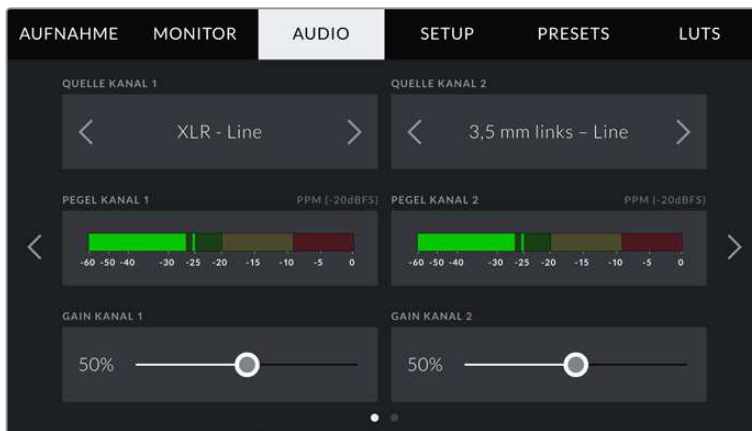 AUFNAHME MONITOR AUDIO SETUP PRESETS LUTS
QUELLE KANAL 1 QUELLE KANAL 2
XLR - Line 3,5 mm links – Line
PEGEL KANAL 1 PPM (-20dBFS) PEGEL KANAL 2 PPM (-20dBFS)
-60 -50 -40 -30 -25 -20 -15 -10 -5 0 -60 -50 -40 -30 -25 -20 -15 -10 -5 0
GAIN KANAL 1 GAIN KANAL 2
50% 50%